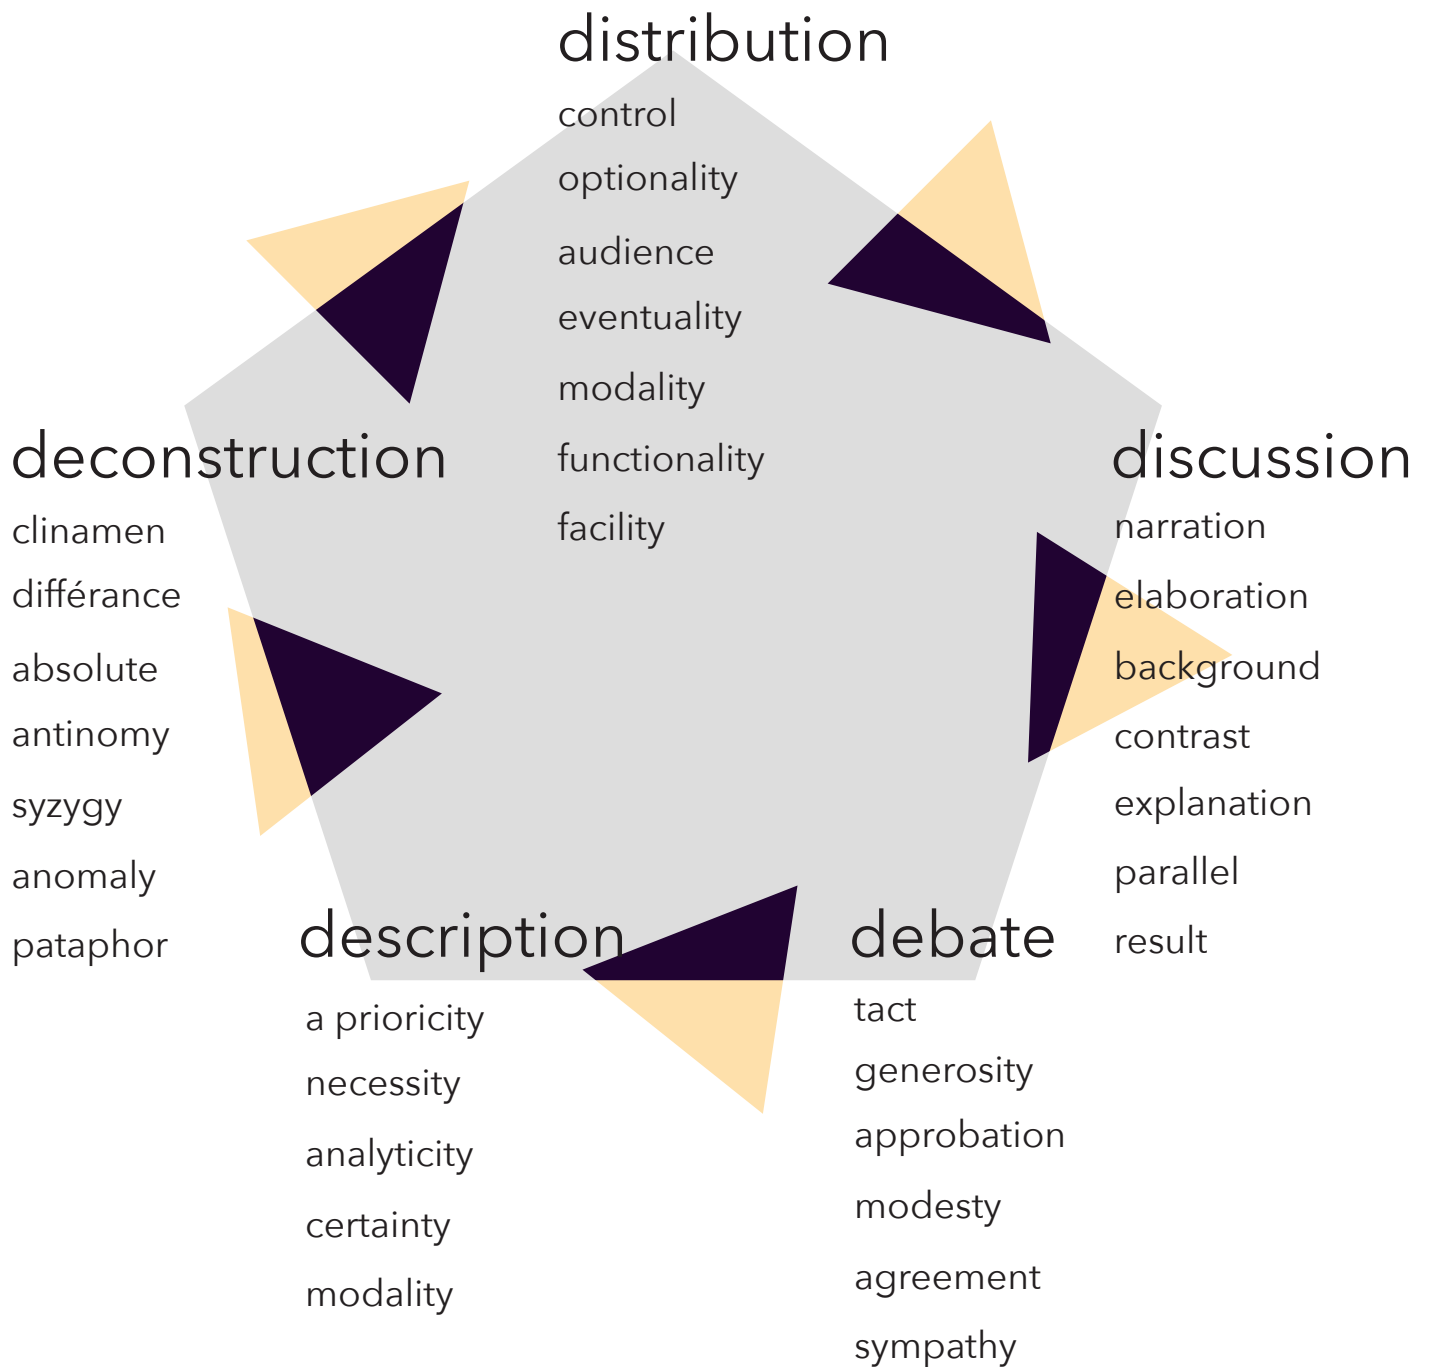 distribution
control
optionality
audience
eventuality
modality
functionality
facility
deconstruction
clinamen
différance
absolute
antinomy
syzygy
anomaly
pataphor
discussion
narration
elaboration
background
contrast
explanation
parallel
result
description
a prioricity
necessity
analyticity
certainty
modality
debate
tact
generosity
approbation
modesty
agreement
sympathy